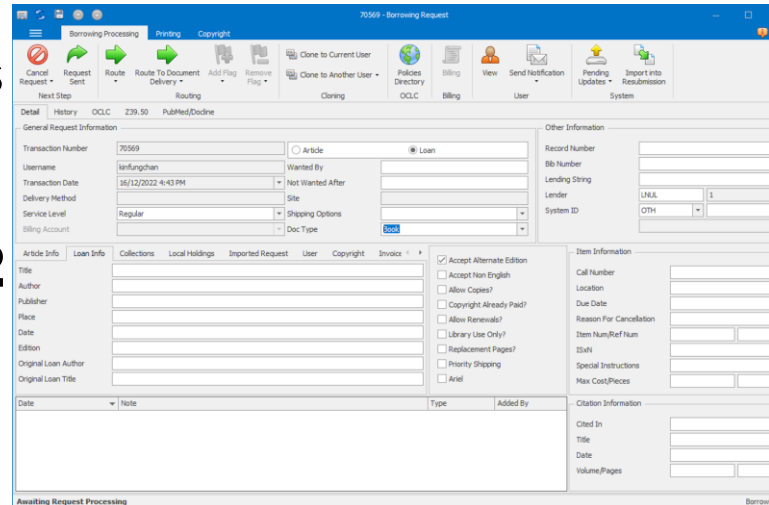 70569 - Borrowing Request
Borrowing Processing Printing Copyright
Cancel Request Request Sent Route Route To Document Delivery Add Flag Remove Flag Clone to Current User Clone to Another User Policies Directory Billing View Send Notification Pending Updates Import into Resubmission
Next Step Routing Cloning OCLC Billing User System
Detail History OCLC Z39.50 PubMed/Docline
General Request Information Other Information
Transaction Number 70569 Article Loan Record Number
Username kinfungchan Wanted By Bib Number
Transaction Date 16/12/2022 4:43 PM Not Wanted After Lending String
Delivery Method Site Lender LNUL 1
Service Level Regular Shipping Options System ID OTH
Billing Account Doc Type Book
Article Info Loan Info Collections Local Holdings Imported Request User Copyright Invoice
Item Information
Title Accept Alternate Edition Call Number
Author Accept Non English Location
Publisher Allow Copies? Due Date
Place Copyright Already Paid? Reason For Cancellation
Date Allow Renewals? Item Num/Ref Num
Edition Library Use Only? ISxN
Original Loan Author Replacement Pages? Special Instructions
Original Loan Title Priority Shipping Max Cost/Pieces
Ariel
Date Note Type Added By Citation Information
Cited In
Title
Date
Volume/Pages
Awaiting Request Processing Borrow